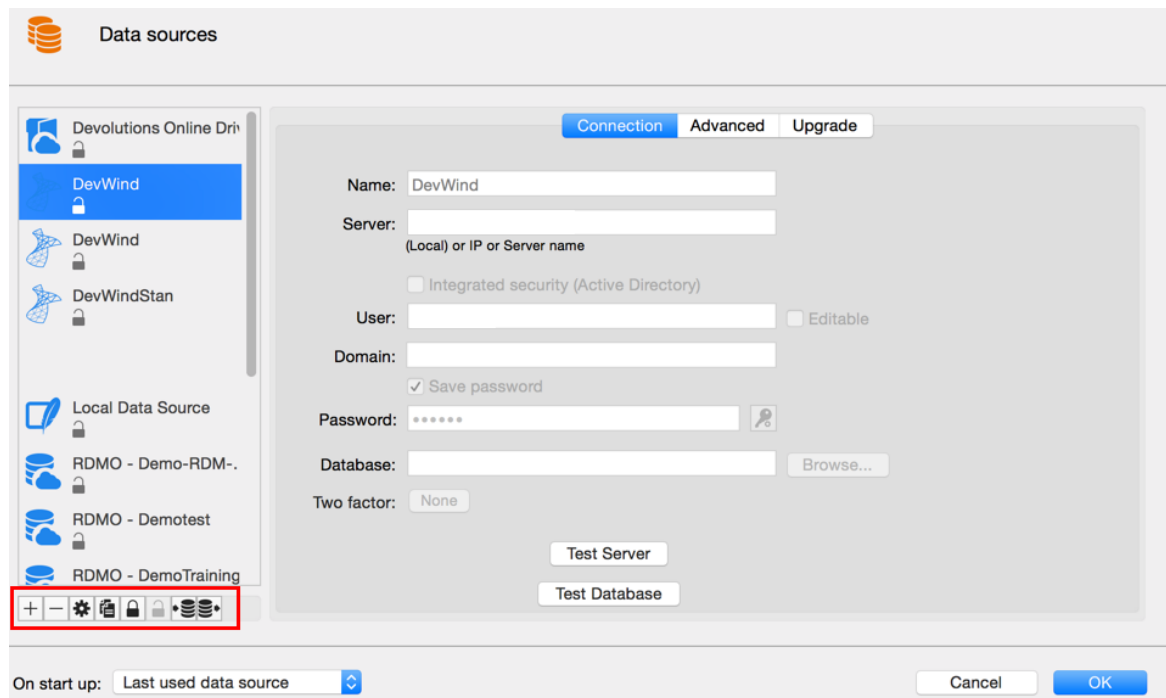 Data sources
Devolutions Online Driv
DevWind
DevWind
DevWindStan
Local Data Source
RDMO - Demo-RDM-.
RDMO - Demotest
RDMO - DemoTraining
Connection Advanced Upgrade
Name: DevWind
Server:
(Local) or IP or Server name
Integrated security (Active Directory)
User: Editable
Domain:
Save password
Password: ••••••
Database: Browse...
Two factor: None
Test Server
Test Database
On start up: Last used data source Cancel OK